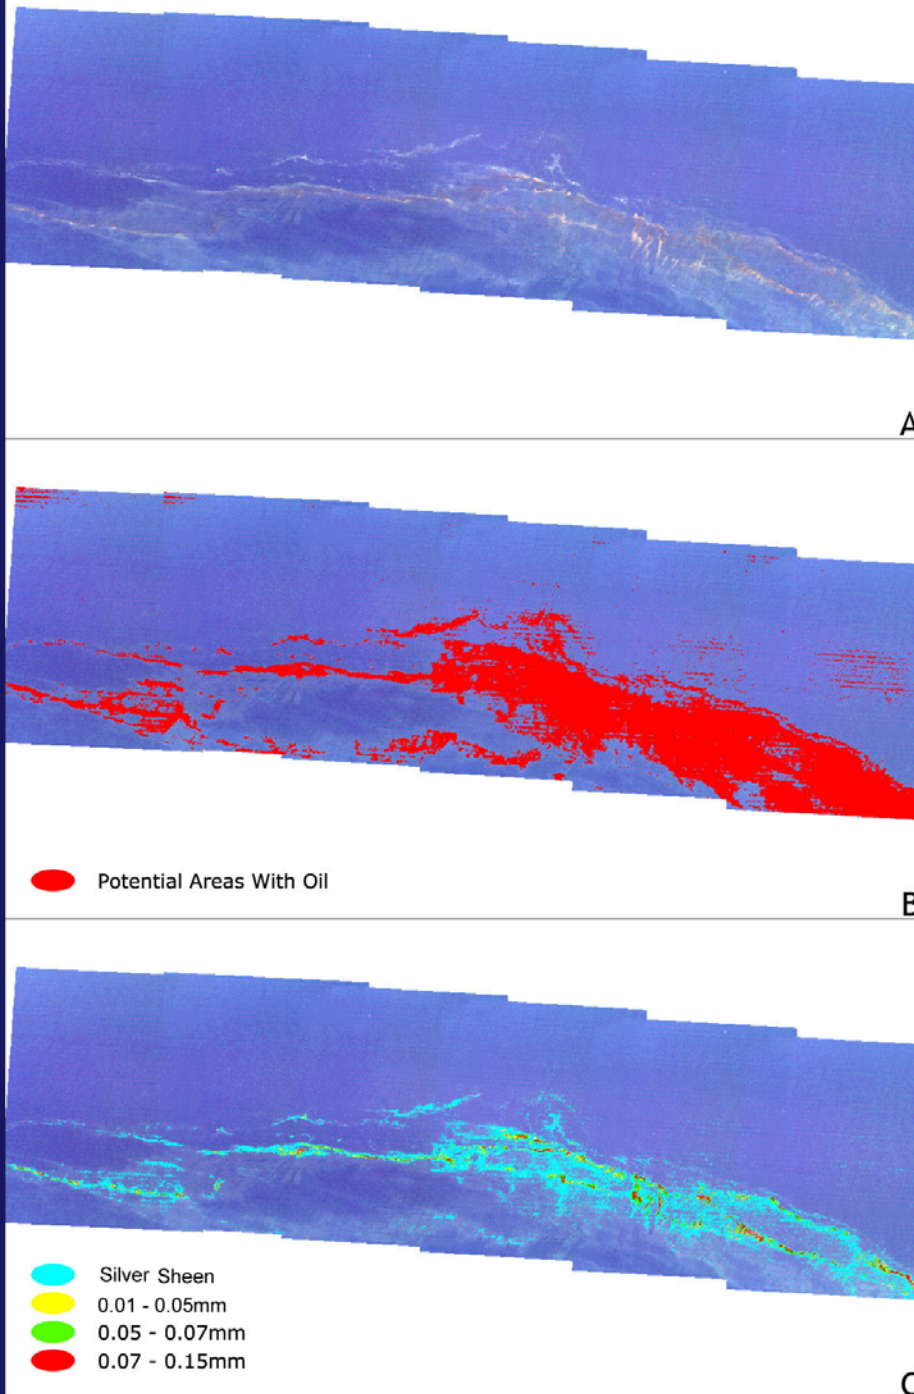 A
Potential Areas With Oil
B
Silver Sheen
0.01 - 0.05mm
0.05 - 0.07mm
0.07 - 0.15mm
C